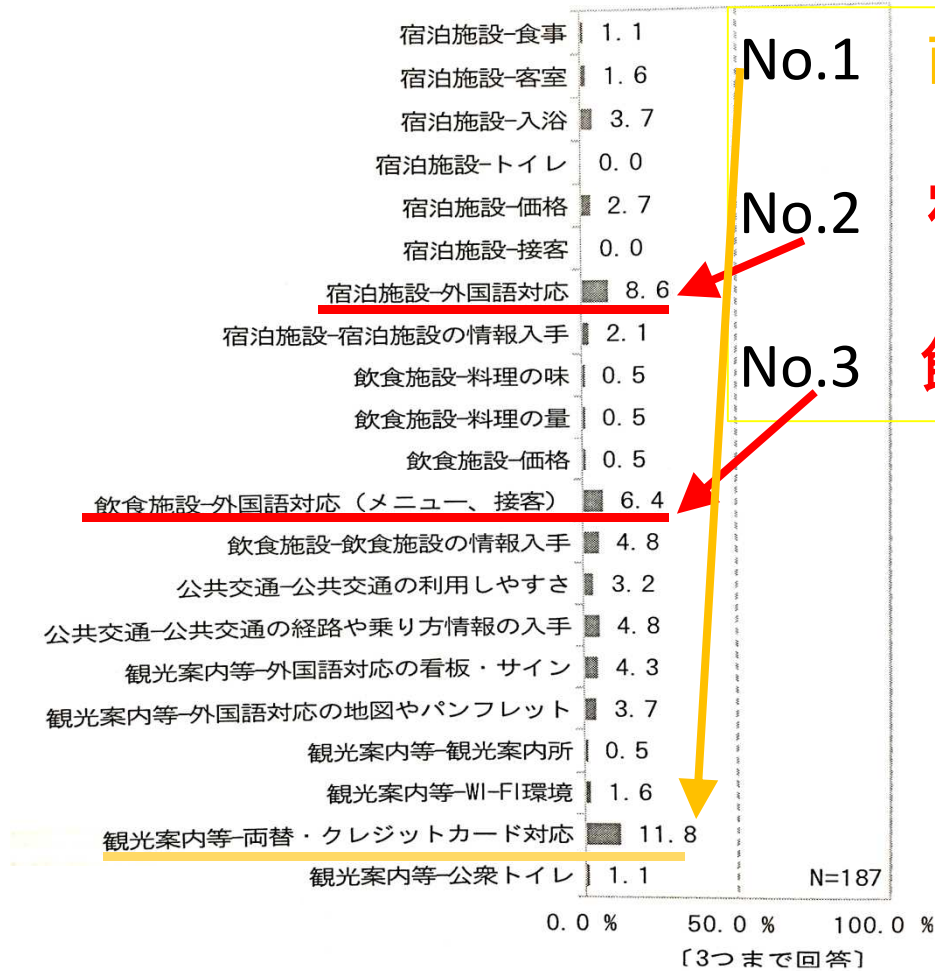 宿泊施設-食事 1.1
宿泊施設-客室 1.6
宿泊施設-入浴 3.7
宿泊施設-トイレ 0.0
宿泊施設-価格 2.7
宿泊施設-接客 0.0
宿泊施設-外国語対応 8.6
宿泊施設-宿泊施設の情報入手 2.1
飲食施設-料理の味 0.5
飲食施設-料理の量 0.5
飲食施設-価格 0.5
飲食施設-外国語対応（メニュー、接客） 6.4
飲食施設-飲食施設の情報入手 4.8
公共交通-公共交通の利用しやすさ 3.2
公共交通-公共交通の経路や乗り方情報の入手 4.8
観光案内等-外国語対応の看板・サイン 4.3
観光案内等-外国語対応の地図やパンフレット 3.7
観光案内等-観光案内所 0.5
観光案内等-WI-FI環境 1.6
観光案内等-両替・クレジットカード対応 11.8
観光案内等-公衆トイレ 1.1
N=187
0.0 % 50.0 % 100.0 %
〔3つまで回答〕
No.1
No.2
No.3